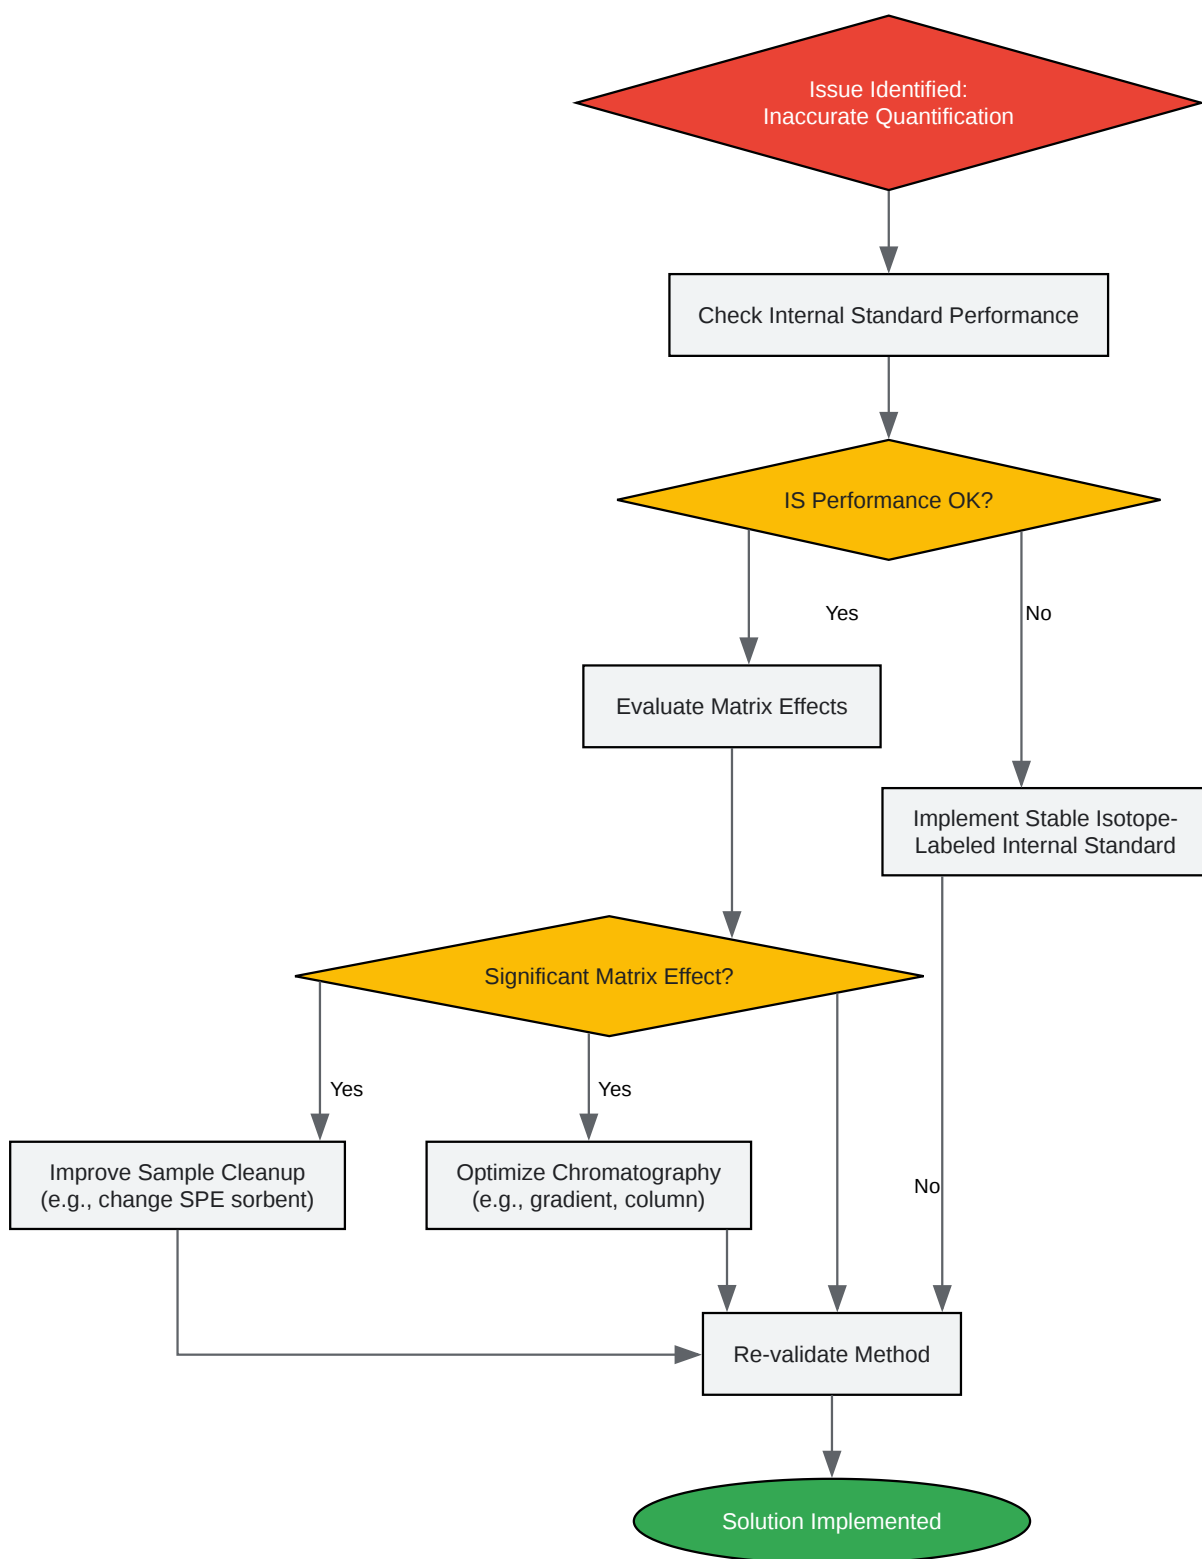 Issue Identified:
Inaccurate Quantification
Check Internal Standard Performance
IS Performance OK?
Yes
No
Evaluate Matrix Effects
Implement Stable Isotope-
Labeled Internal Standard
Significant Matrix Effect?
Yes
Yes
Improve Sample Cleanup
(e.g., change SPE sorbent)
Optimize Chromatography
(e.g., gradient, column)
No
Re-validate Method
Solution Implemented